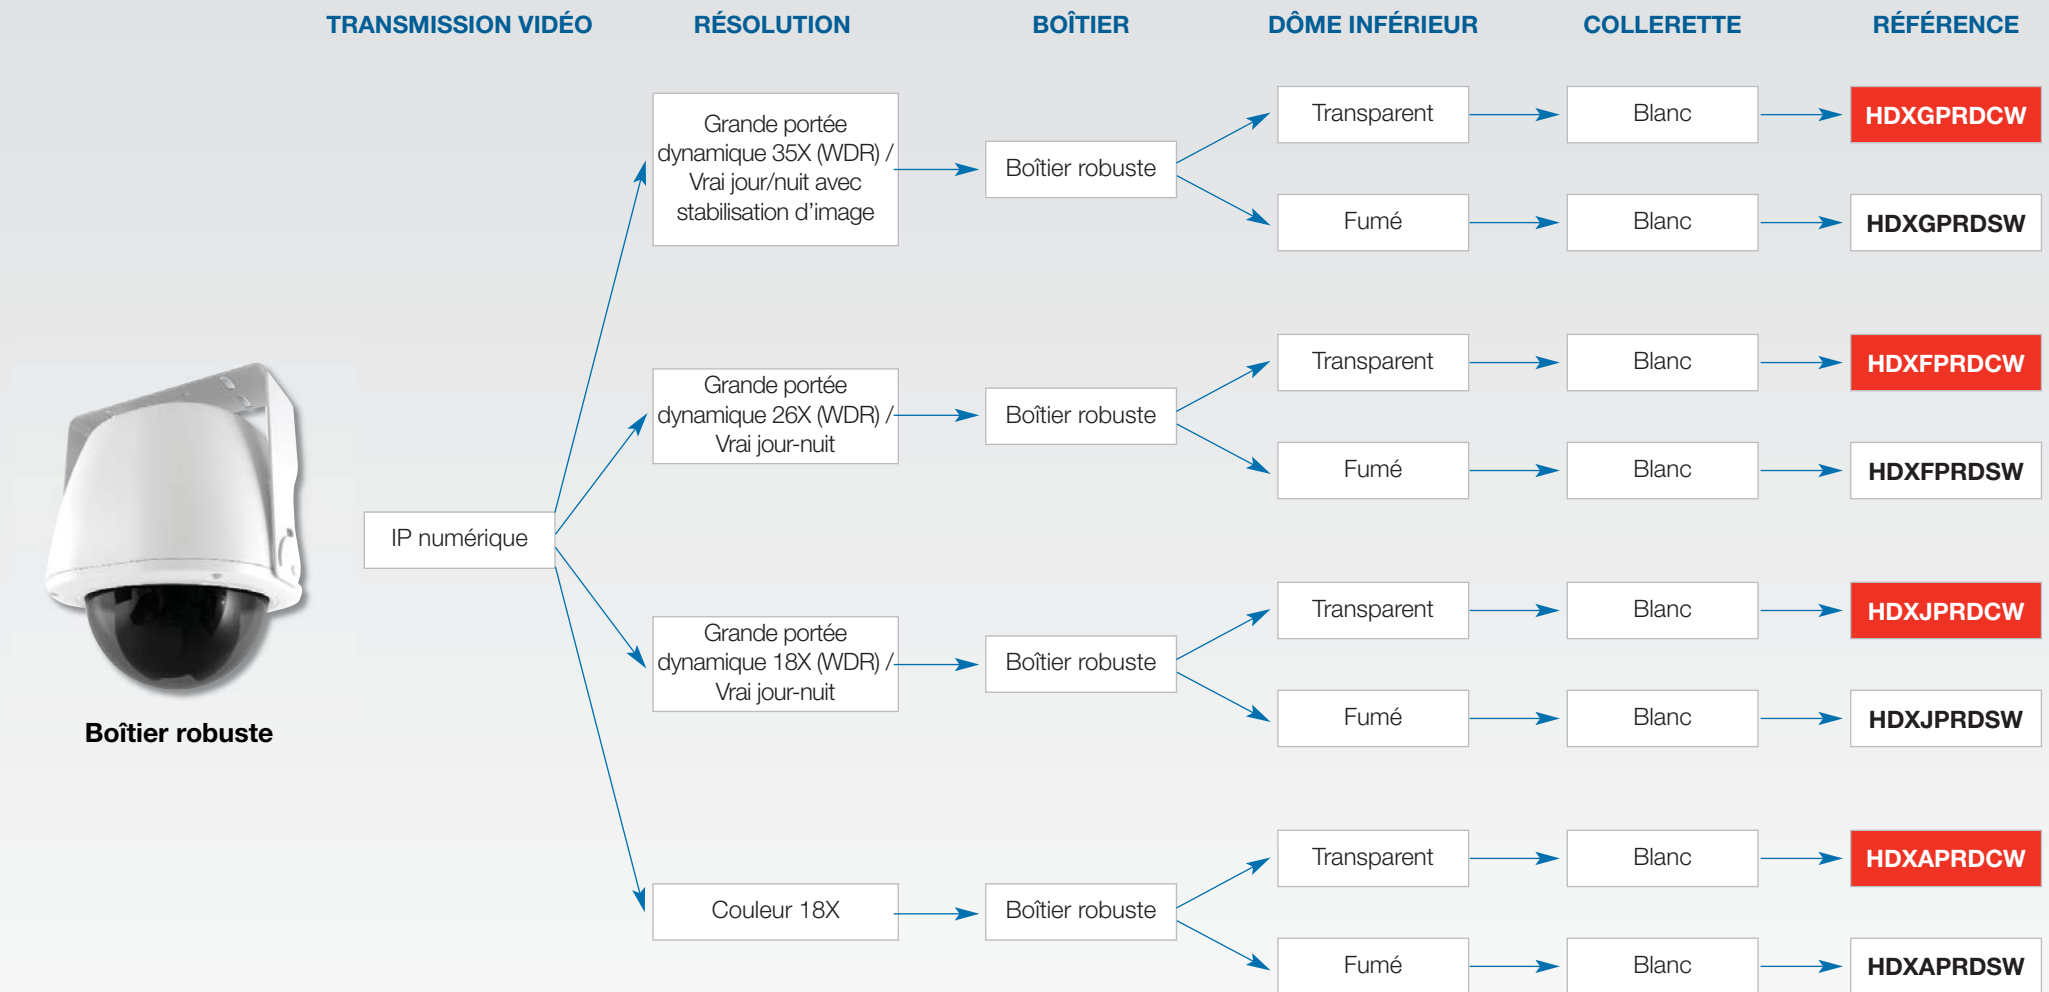 TRANSMISSION VIDÉO RÉSOLUTION BOÎTIER DÔME INFÉRIEUR COLLERETTE RÉFÉRENCE
Grande portée
dynamique 35X (WDR) /
Vrai jour/nuit avec
stabilisation d'image
Boîtier robuste
Transparent Blanc HDXGPRDCW
Fumé Blanc HDXGPRDSW
Grande portée
dynamique 26X (WDR) /
Vrai jour-nuit
Boîtier robuste
Transparent Blanc HDXFPRDCW
Fumé Blanc HDXFPRDSW
IP numérique
Grande portée
dynamique 18X (WDR) /
Vrai jour-nuit
Boîtier robuste
Transparent Blanc HDXJPRDCW
Fumé Blanc HDXJPRDSW
Boîtier robuste
Couleur 18X
Boîtier robuste
Transparent Blanc HDXAPRDCW
Fumé Blanc HDXAPRDSW